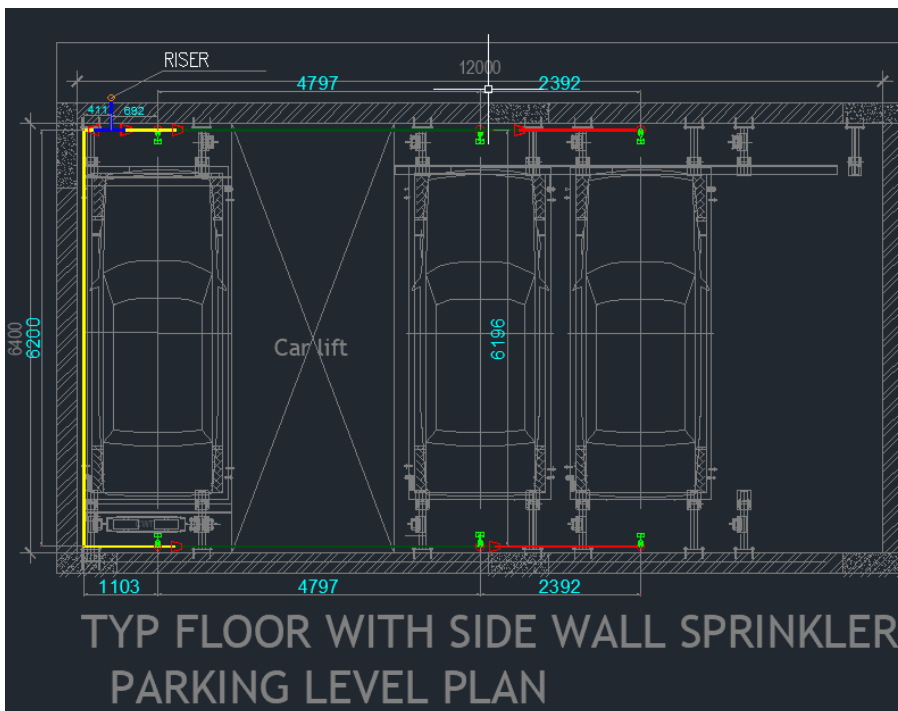 RISER
12000
4797
2392
411
692
6400
6200
Car lift
6196
CWT
1103
4797
2392
TYP FLOOR WITH SIDE WALL SPRINKLER
PARKING LEVEL PLAN